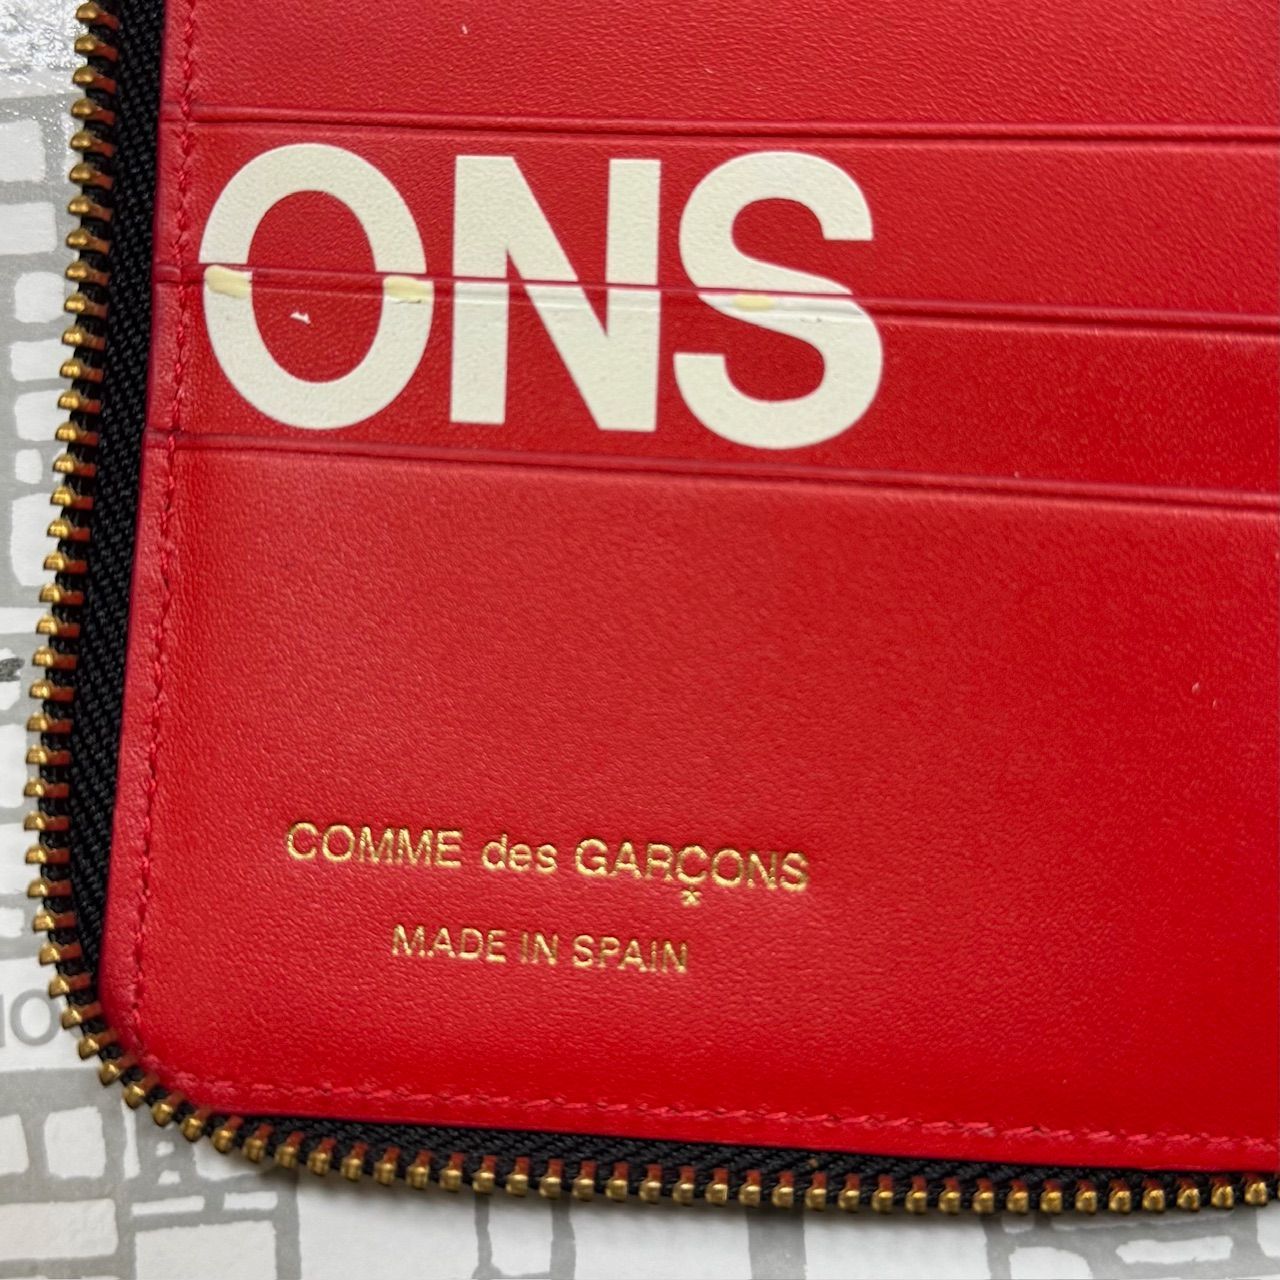 ONS
COMME des GARÇONS
*
MADE IN SPAIN